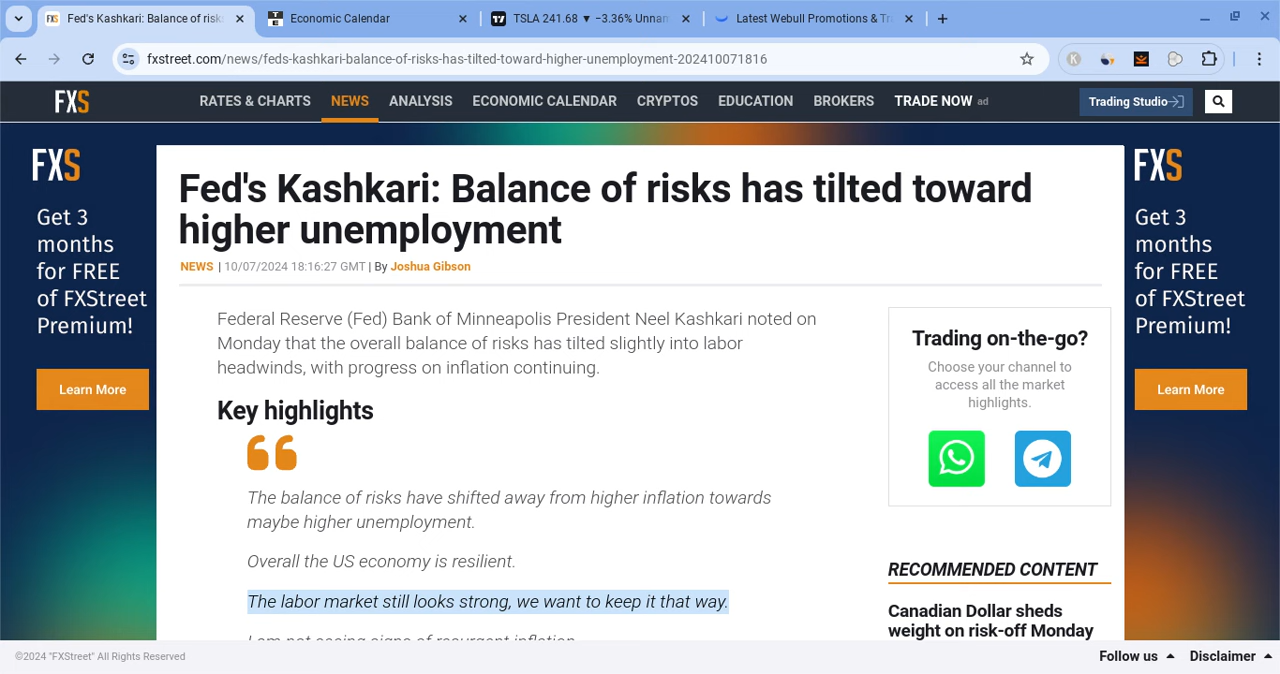 Fed's Kashkari: Balance of risk
Economic Calendar
TSLA 241.68 ▼ −3.36% Unnam
Latest Webull Promotions & Tr
fxstreet.com/news/feds-kashkari-balance-of-risks-has-tilted-toward-higher-unemployment-202410071816
FXS
RATES & CHARTS
NEWS
ANALYSIS
ECONOMIC CALENDAR
CRYPTOS
EDUCATION
BROKERS
TRADE NOW ad
Trading Studio
FXS
Get 3
months
for FREE
of FXStreet
Premium!
Learn More
Fed's Kashkari: Balance of risks has tilted toward
higher unemployment
NEWS | 10/07/2024 18:16:27 GMT | By Joshua Gibson
Federal Reserve (Fed) Bank of Minneapolis President Neel Kashkari noted on
Monday that the overall balance of risks has tilted slightly into labor
headwinds, with progress on inflation continuing.
Key highlights
The balance of risks have shifted away from higher inflation towards
maybe higher unemployment.
Overall the US economy is resilient.
The labor market still looks strong, we want to keep it that way.
I am not seeing signs of resurgent inflation
Trading on-the-go?
Choose your channel to
access all the market
highlights.
RECOMMENDED CONTENT
Canadian Dollar sheds
weight on risk-off Monday
FXS
Get 3
months
for FREE
of FXStreet
Premium!
Learn More
©2024 "FXStreet" All Rights Reserved
Follow us
Disclaimer